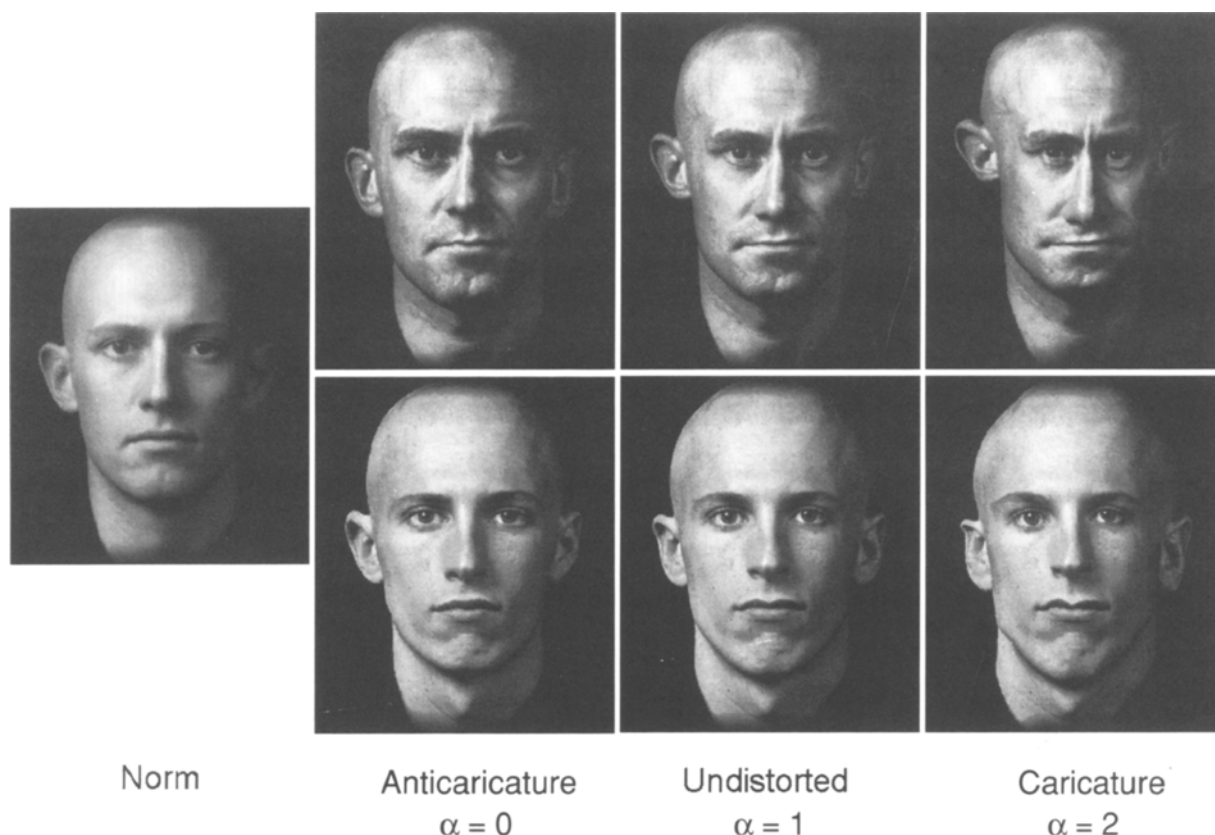 Norm
Anticaricature
α = 0
Undistorted
α = 1
Caricature
α = 2